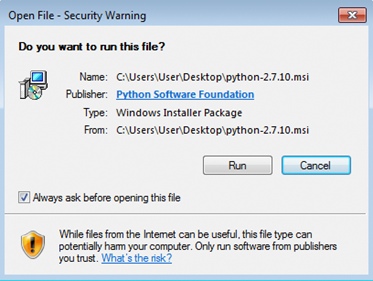 Open File - Security Warning
Do you want to run this file?
Name: C:\Users\User\Desktop\python-2.7.10.msi
Publisher: Python Software Foundation
Type: Windows Installer Package
From: C:\Users\User\Desktop\python-2.7.10.msi
Run Cancel
Always ask before opening this file
While files from the Internet can be useful, this file type can
potentially harm your computer. Only run software from publishers
you trust. What's the risk?